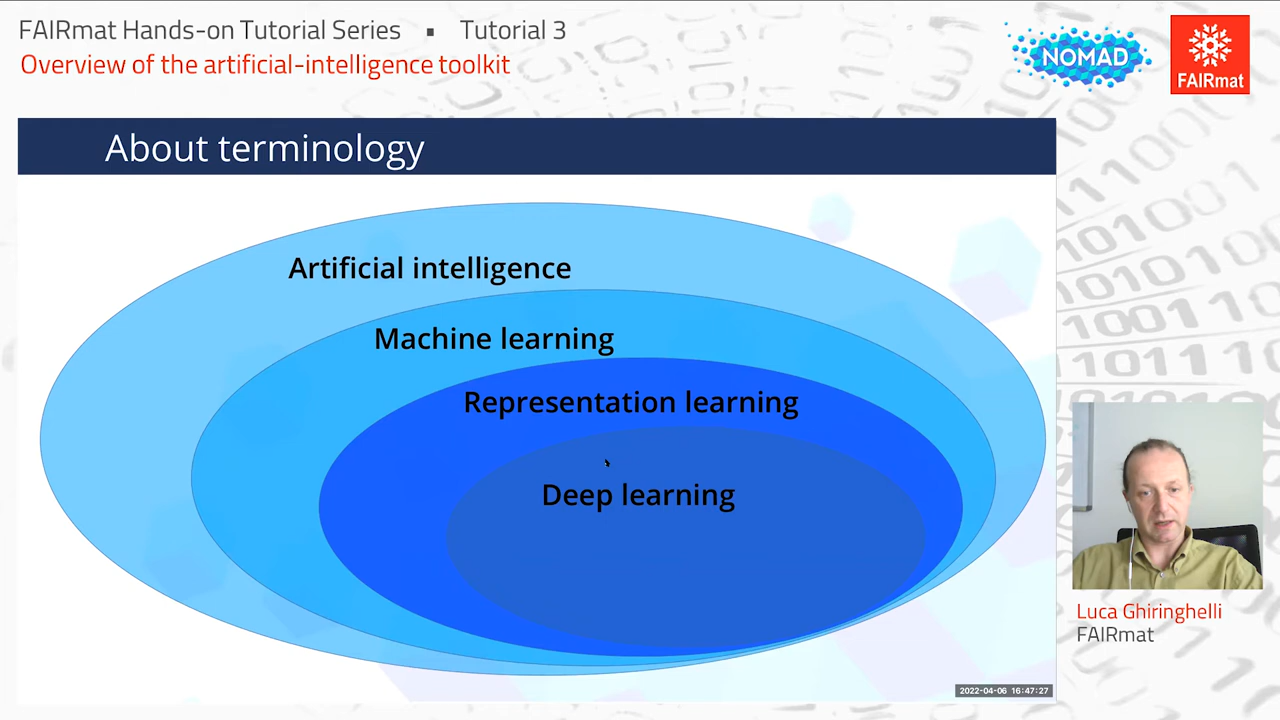 FAIRmat Hands-on Tutorial Series ▪ Tutorial 3
Overview of the artificial-intelligence toolkit
NOMAD
FAIRmat
About terminology
Artificial intelligence
Machine learning
Representation learning
Deep learning
Luca Ghiringhelli
FAIRmat
2022-04-06 16:47:27